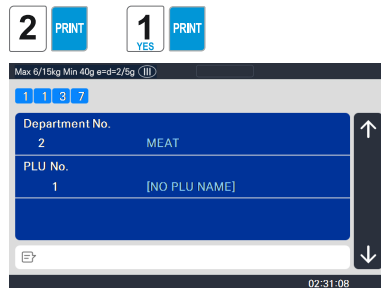 2 PRINT 1 YES PRINT
Max 6/15kg Min 40g e=d=2/5g III
1 1 3 7
Department No.
2 MEAT
PLU No.
1 [NO PLU NAME]
02:31:08